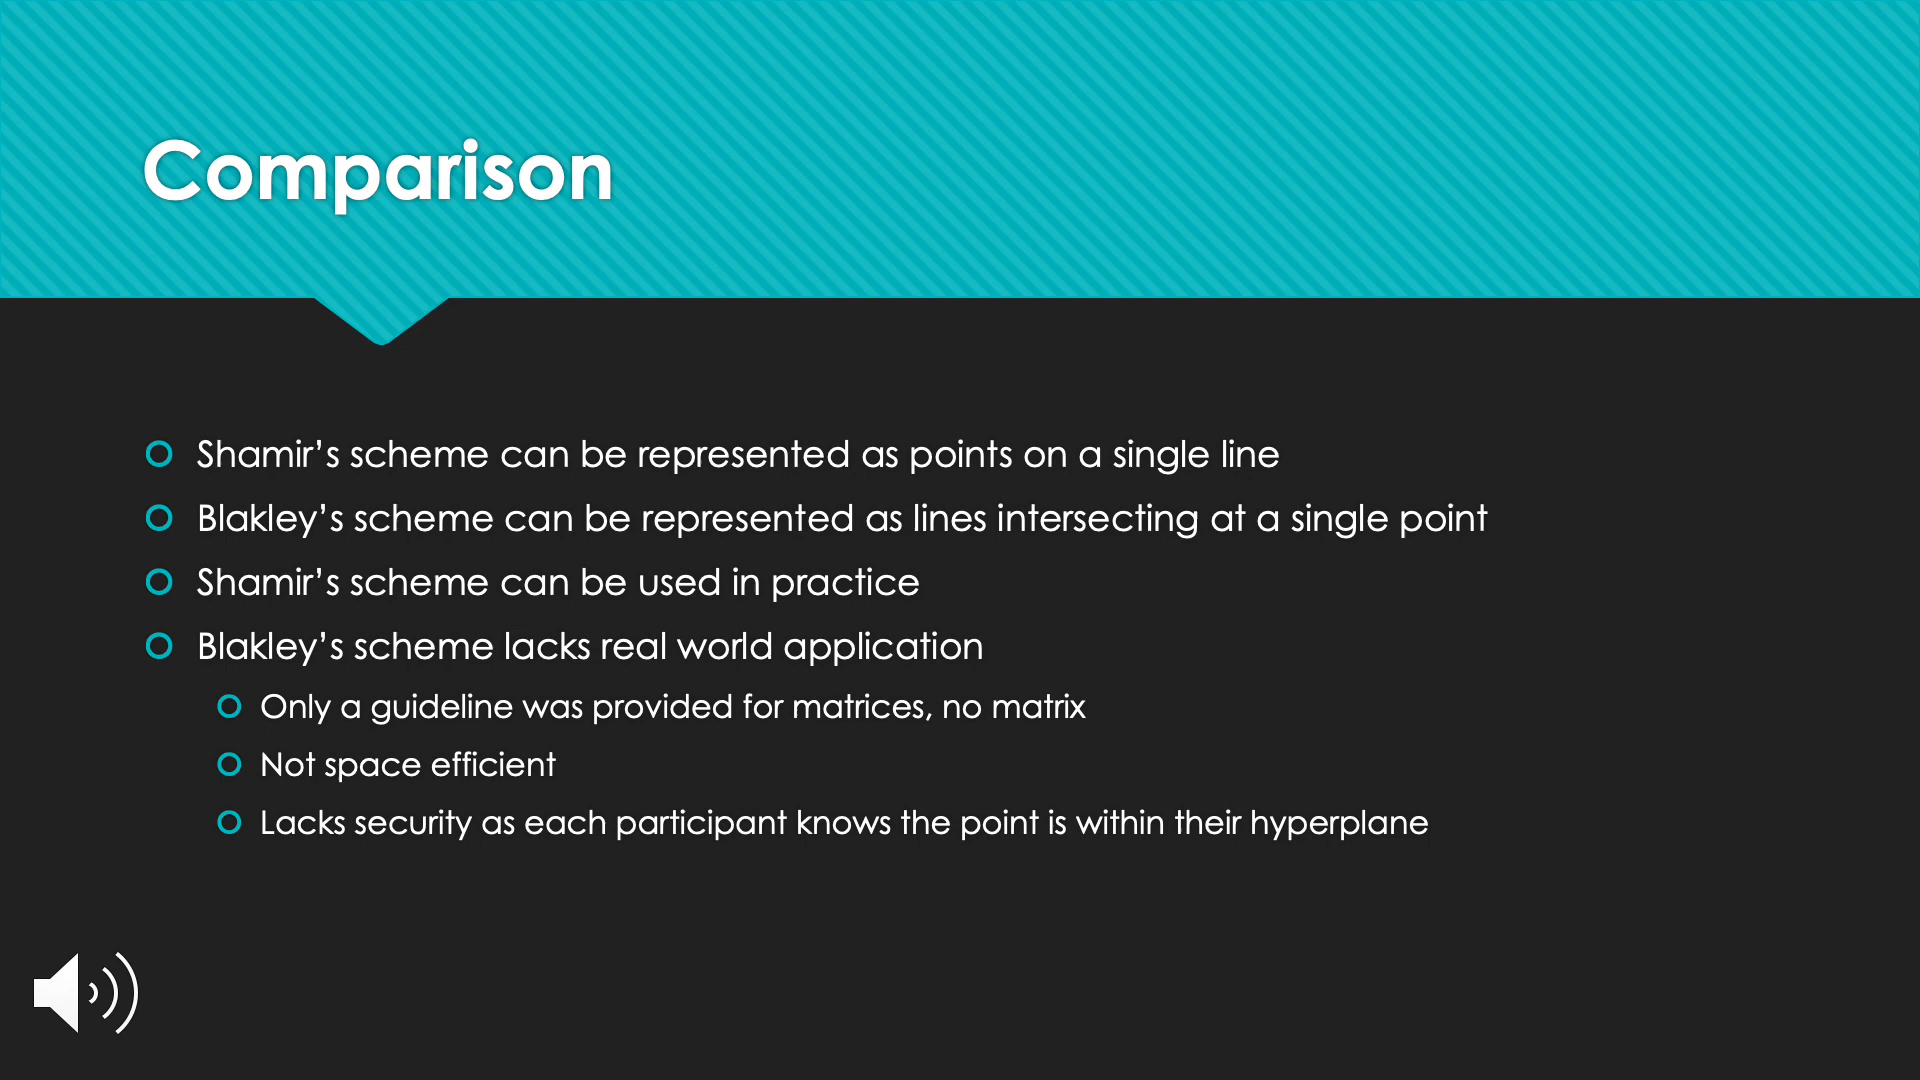 Comparison
Shamir’s scheme can be represented as points on a single line
Blakley’s scheme can be represented as lines intersecting at a single point
Shamir’s scheme can be used in practice
Blakley’s scheme lacks real world application
Only a guideline was provided for matrices, no matrix
Not space efficient
Lacks security as each participant knows the point is within their hyperplane